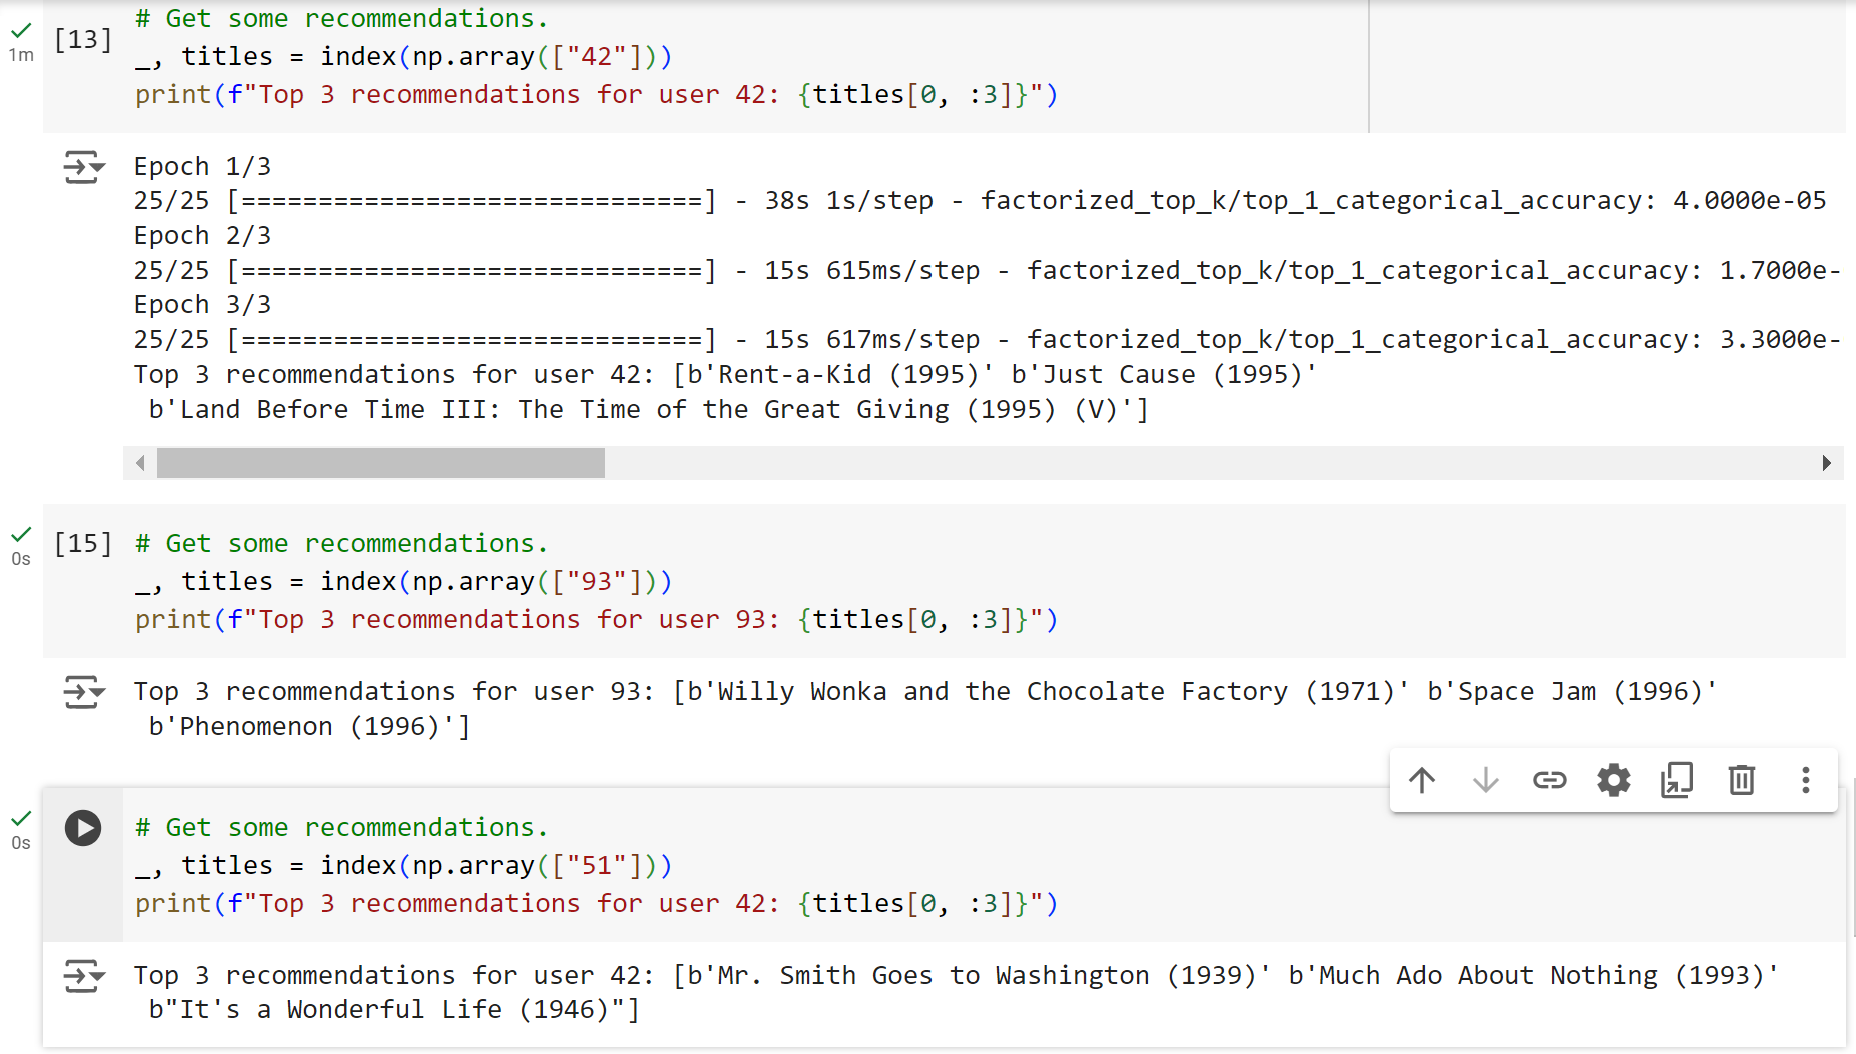 # Get some recommendations.
1m [13] _, titles = index(np.array(["42"]))
print(f"Top 3 recommendations for user 42: {titles[0, :3]}")
Epoch 1/3
25/25 [==============================] - 38s 1s/step - factorized_top_k/top_1_categorical_accuracy: 4.0000e-05
Epoch 2/3
25/25 [==============================] - 15s 615ms/step - factorized_top_k/top_1_categorical_accuracy: 1.7000e-
Epoch 3/3
25/25 [==============================] - 15s 617ms/step - factorized_top_k/top_1_categorical_accuracy: 3.3000e-
Top 3 recommendations for user 42: [b'Rent-a-Kid (1995)' b'Just Cause (1995)'
b'Land Before Time III: The Time of the Great Giving (1995) (V)']
[15] # Get some recommendations.
0s _, titles = index(np.array(["93"]))
print(f"Top 3 recommendations for user 93: {titles[0, :3]}")
Top 3 recommendations for user 93: [b'Willy Wonka and the Chocolate Factory (1971)' b'Space Jam (1996)'
b'Phenomenon (1996)']
# Get some recommendations.
0s _, titles = index(np.array(["51"]))
print(f"Top 3 recommendations for user 42: {titles[0, :3]}")
Top 3 recommendations for user 42: [b'Mr. Smith Goes to Washington (1939)' b'Much Ado About Nothing (1993)'
b"It's a Wonderful Life (1946)"]